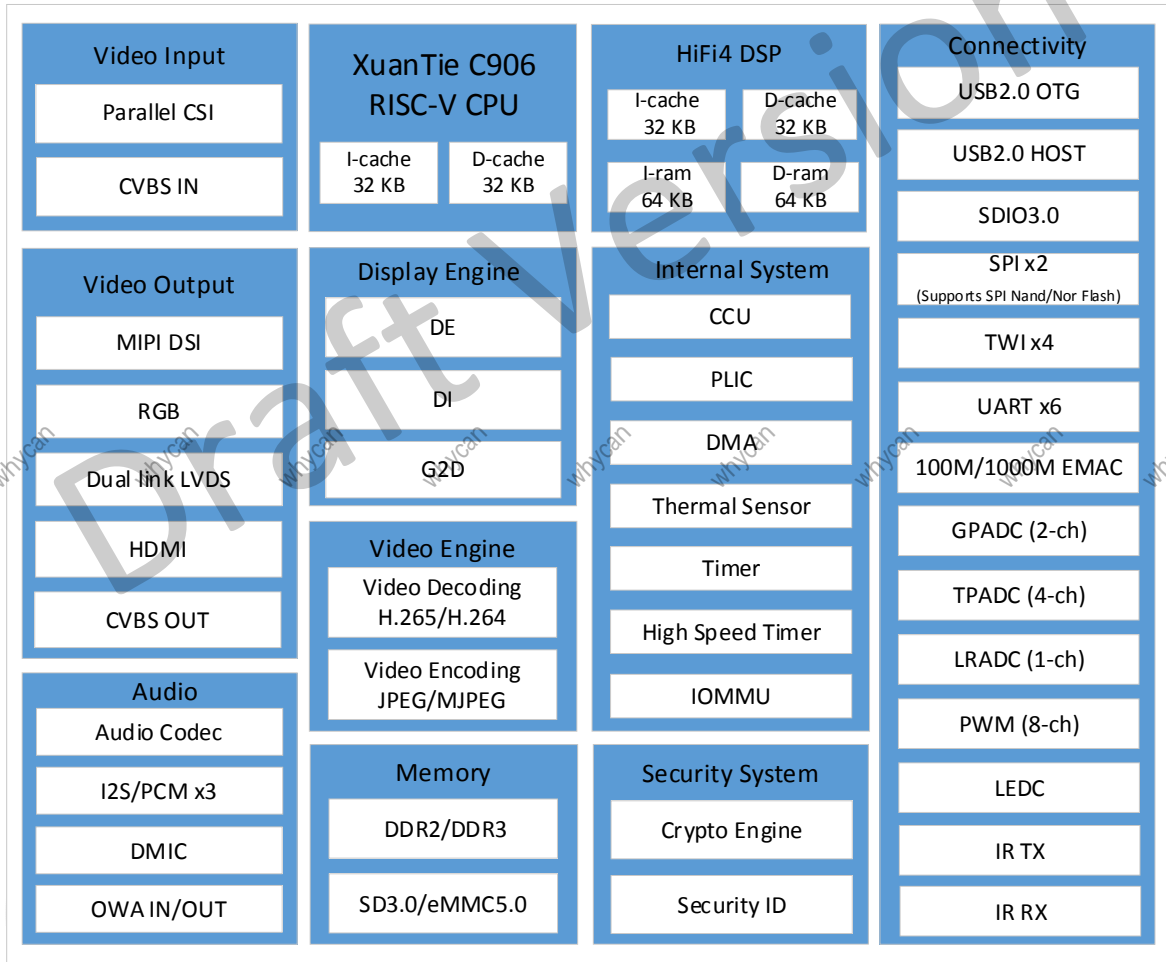 Video Input
Parallel CSI
CVBS IN
XuanTie C906
RISC-V CPU
I-cache
32 KB
D-cache
32 KB
HiFi4 DSP
I-cache
32 KB
D-cache
32 KB
I-ram
64 KB
D-ram
64 KB
Connectivity
USB2.0 OTG
USB2.0 HOST
SDIO3.0
SPI x2
(Supports SPI Nand/Nor Flash)
TWI x4
UART x6
100M/1000M EMAC
GPADC (2-ch)
TPADC (4-ch)
LRADC (1-ch)
PWM (8-ch)
LEDC
IR TX
IR RX
Video Output
MIPI DSI
RGB
Dual link LVDS
HDMI
CVBS OUT
Display Engine
DE
DI
G2D
Internal System
CCU
PLIC
DMA
Thermal Sensor
Timer
High Speed Timer
IOMMU
Video Engine
Video Decoding
H.265/H.264
Video Encoding
JPEG/MJPEG
Audio
Audio Codec
I2S/PCM x3
DMIC
OWA IN/OUT
Memory
DDR2/DDR3
SD3.0/eMMC5.0
Security System
Crypto Engine
Security ID
Draft Version
whycan
whycan
whycan
whycan
whycan
whycan
whycan